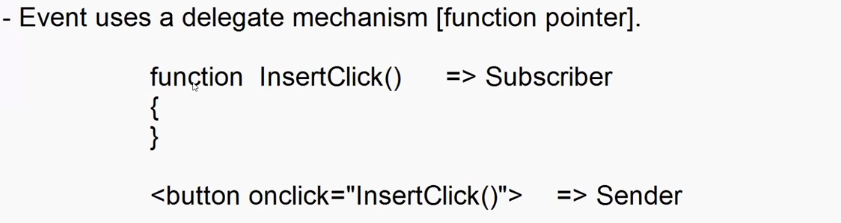 - Event uses a delegate mechanism [function pointer].
function InsertClick() => Subscriber
{
}
<button onclick="InsertClick()"> => Sender